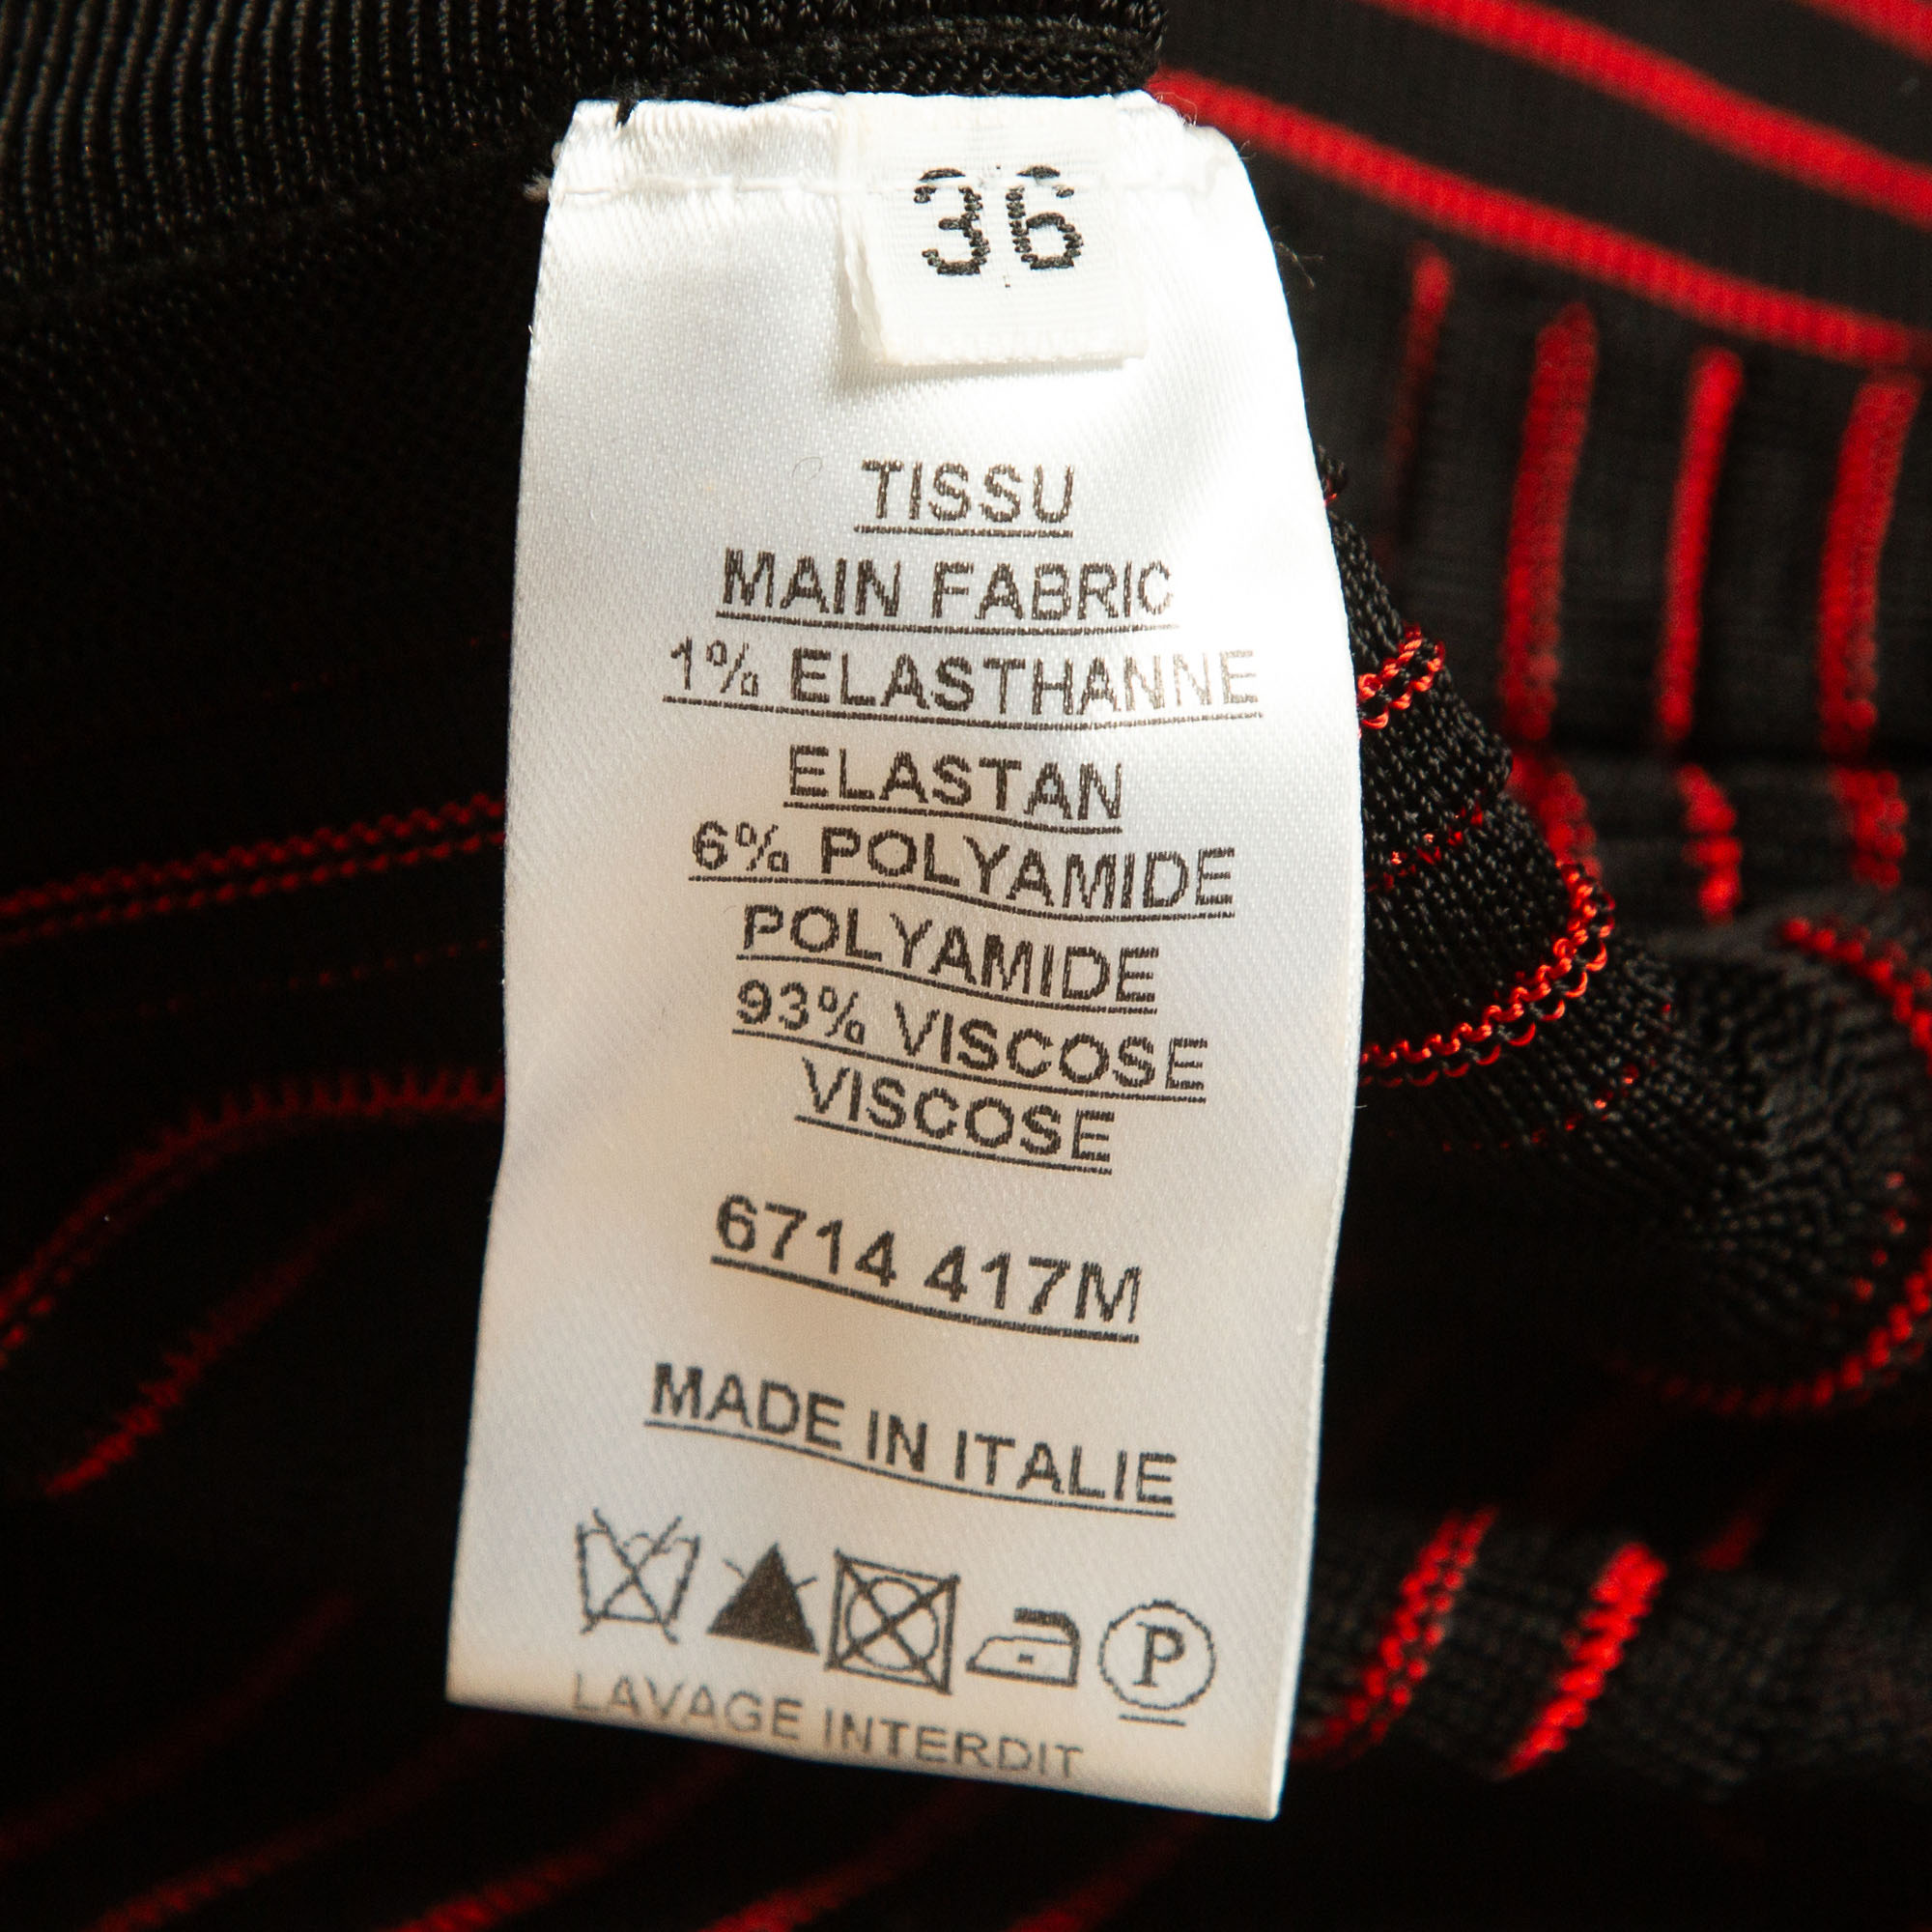 36
TISSU
MAIN FABRIC
1% ELASTHANNE
ELASTAN
6% POLYAMIDE
POLYAMIDE
93% VISCOSE
VISCOSE
6714 417M
MADE IN ITALIE
P
LAVAGE INTERDIT